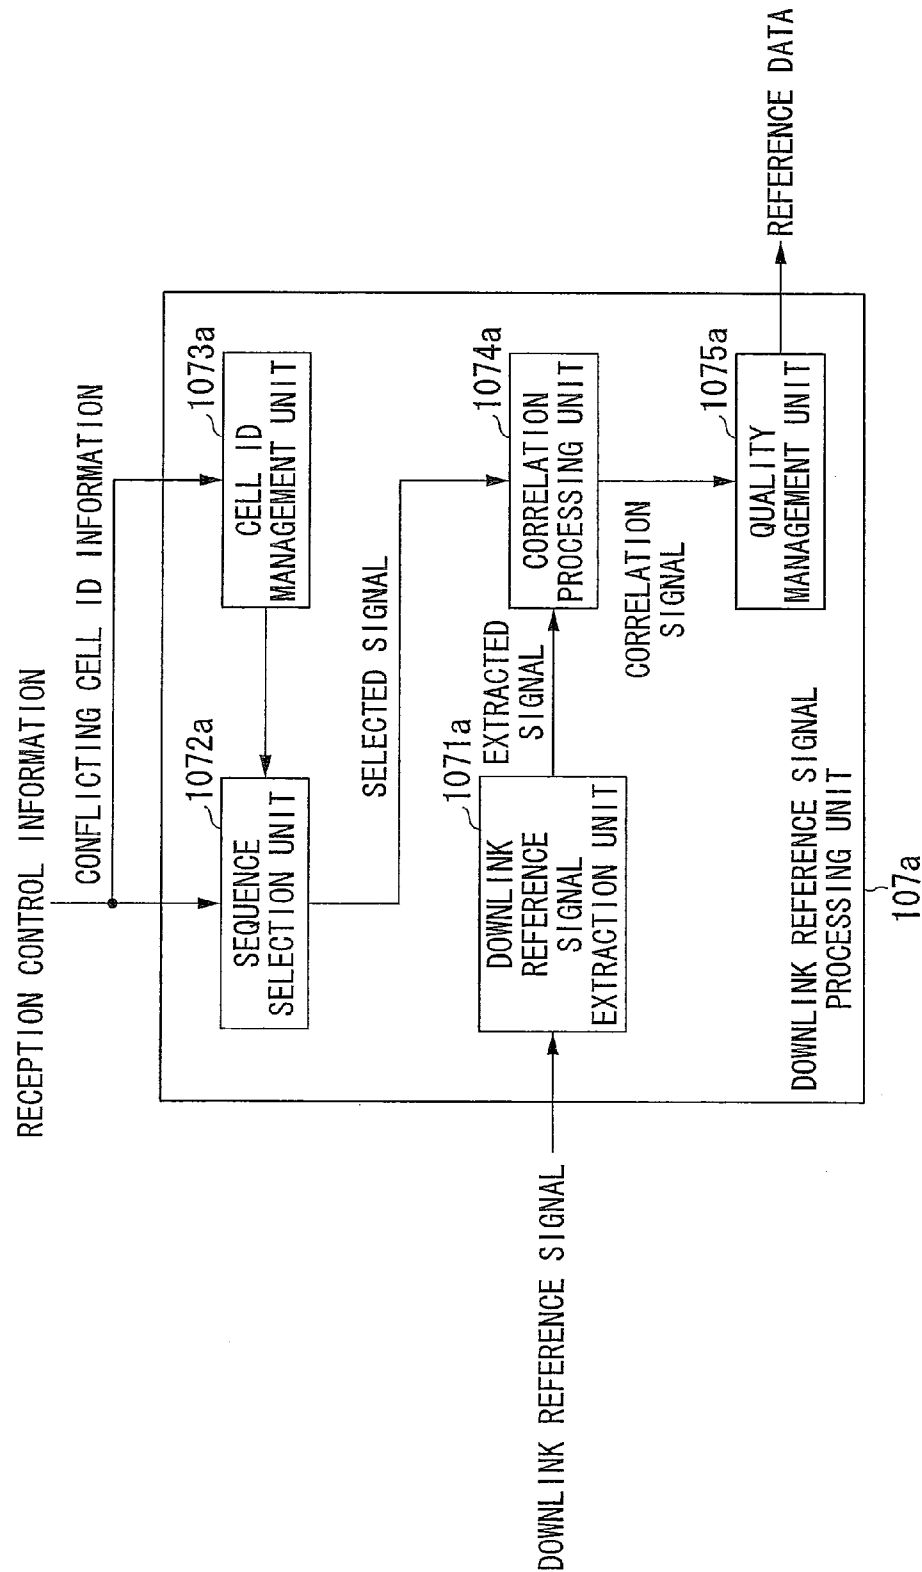 RECEPTION CONTROL INFORMATION
CONFLICTING CELL ID INFORMATION
1072a
SEQUENCE
SELECTION UNIT
1073a
CELL ID
MANAGEMENT UNIT
SELECTED SIGNAL
DOWNLINK REFERENCE SIGNAL
1071a
DOWNLINK
REFERENCE
SIGNAL
EXTRACTION UNIT
EXTRACTED
SIGNAL
1074a
CORRELATION
PROCESSING UNIT
CORRELATION
SIGNAL
1075a
QUALITY
MANAGEMENT UNIT
REFERENCE DATA
DOWNLINK REFERENCE SIGNAL
PROCESSING UNIT
107a